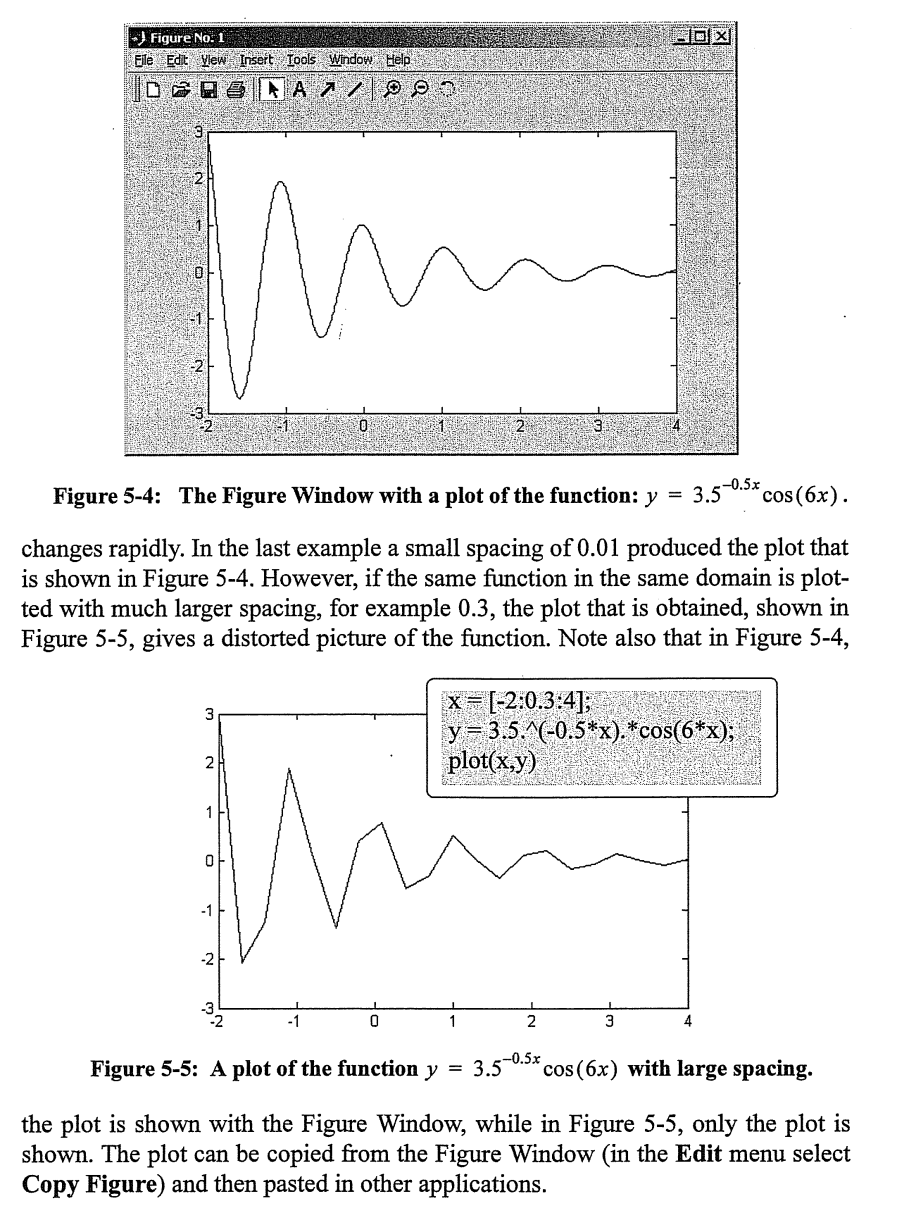 Figure No. 1
File Edit View Insert Tools Window Help
A
3
2
1
0
-1
-2
-3
-2 -1 0 1 2 3 4
Figure 5-4: The Figure Window with a plot of the function: y = 3.5^{-0.5x} cos(6x).
changes rapidly. In the last example a small spacing of 0.01 produced the plot that
is shown in Figure 5-4. However, if the same function in the same domain is plot-
ted with much larger spacing, for example 0.3, the plot that is obtained, shown in
Figure 5-5, gives a distorted picture of the function. Note also that in Figure 5-4,
x = [-2:0.3:4];
y = 3.5.^(-0.5*x).*cos(6*x);
plot(x,y)
3
2
1
0
-1
-2
-3
-2 -1 0 1 2 3 4
Figure 5-5: A plot of the function y = 3.5^{-0.5x} cos(6x) with large spacing.
the plot is shown with the Figure Window, while in Figure 5-5, only the plot is
shown. The plot can be copied from the Figure Window (in the Edit menu select
Copy Figure) and then pasted in other applications.